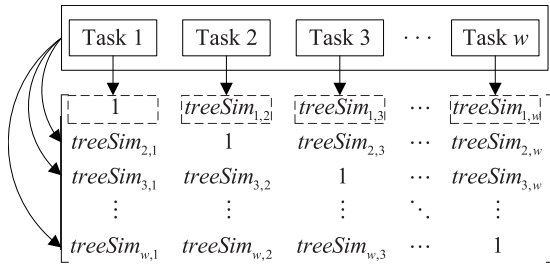 Task 1 Task 2 Task 3 ··· Task w
1 treeSim1,2 treeSim1,3 ··· treeSim1,w
treeSim2,1 1 treeSim2,3 ··· treeSim2,w
treeSim3,1 treeSim3,2 1 ··· treeSim3,w
⋮ ⋮ ⋮ ⋱ ⋮
treeSimw,1 treeSimw,2 treeSimw,3 ··· 1